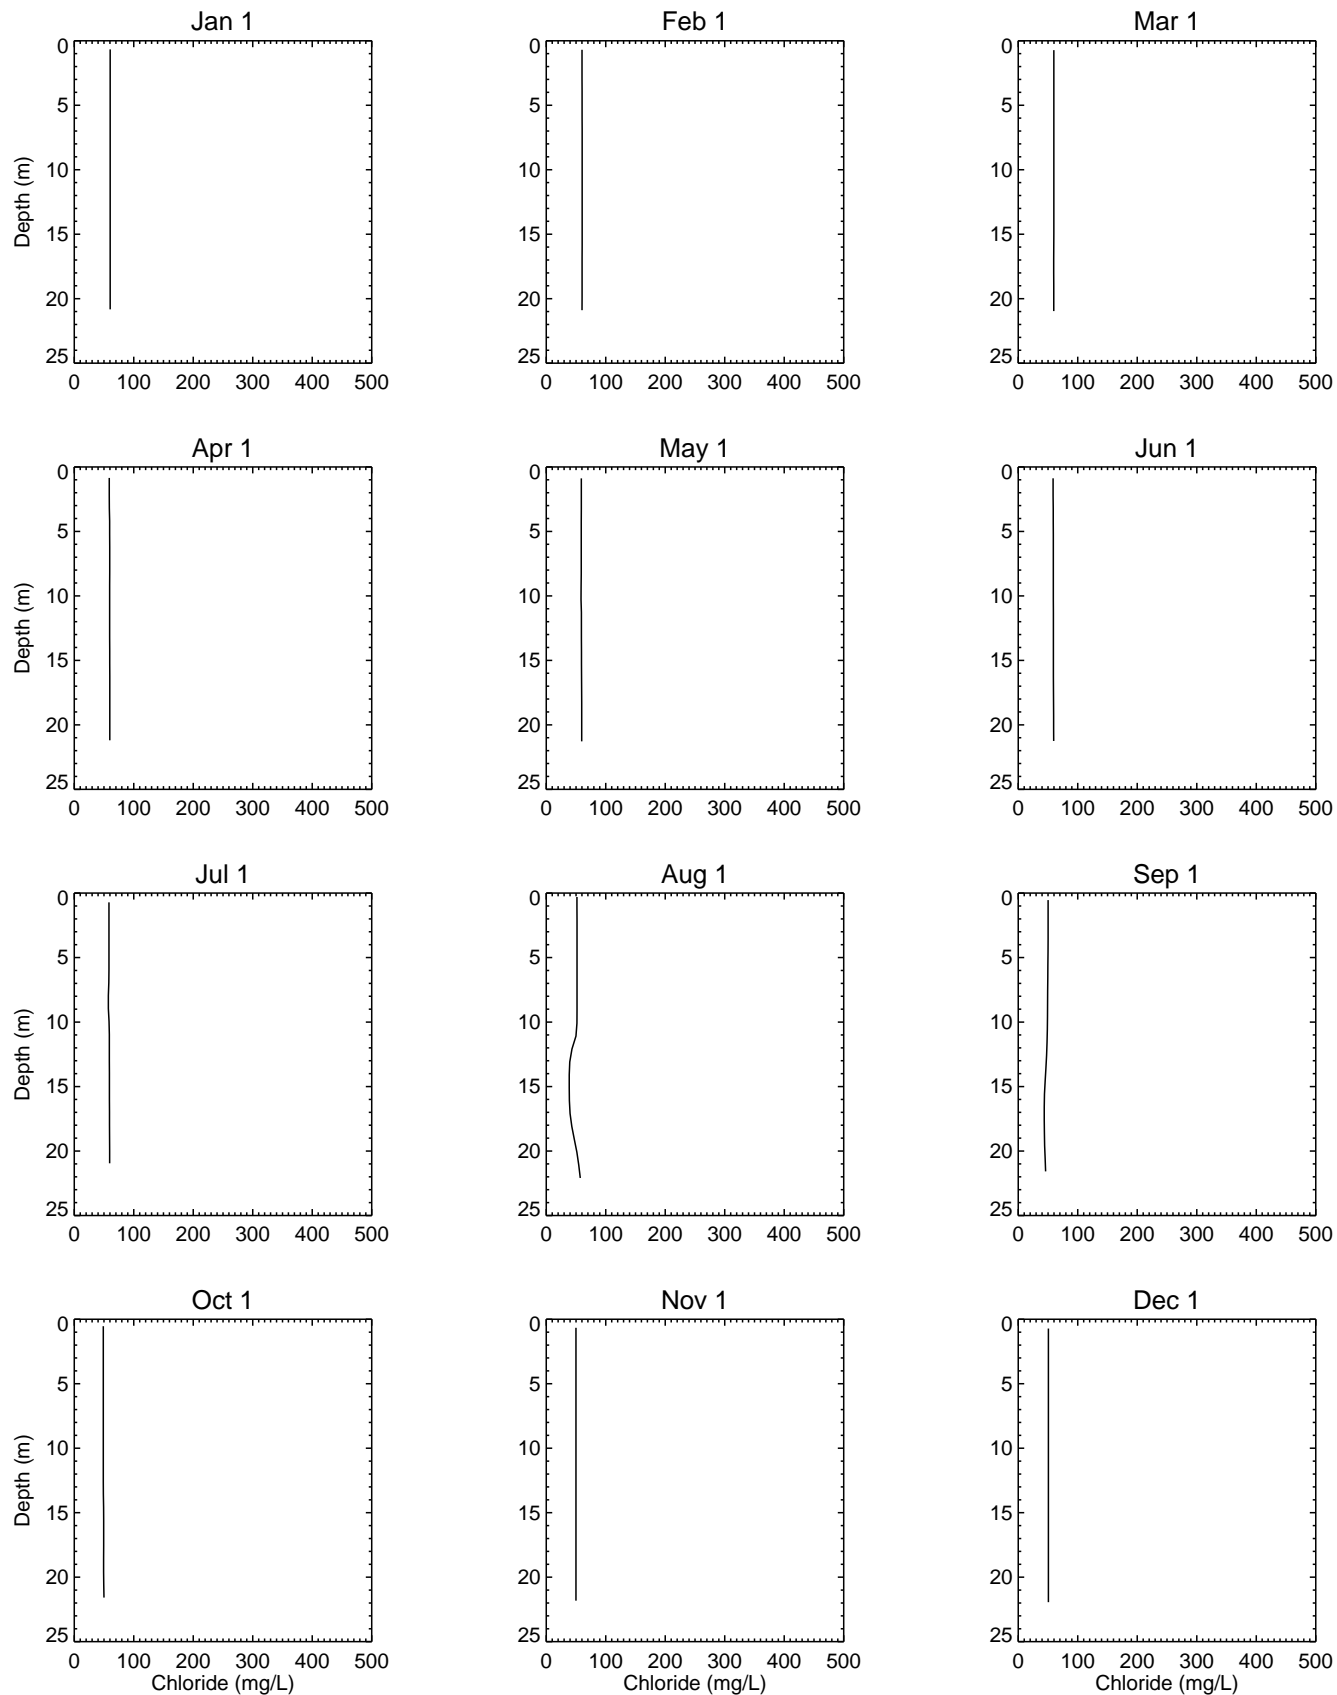 Jan 1 Feb 1 Mar 1
0 0 0
5 5 5
10 10 10
15 15 15
20 20 20
25 25 25
Depth (m)
0 100 200 300 400 500 0 100 200 300 400 500 0 100 200 300 400 500
Apr 1 May 1 Jun 1
0 0 0
5 5 5
10 10 10
15 15 15
20 20 20
25 25 25
Depth (m)
0 100 200 300 400 500 0 100 200 300 400 500 0 100 200 300 400 500
Jul 1 Aug 1 Sep 1
0 0 0
5 5 5
10 10 10
15 15 15
20 20 20
25 25 25
Depth (m)
0 100 200 300 400 500 0 100 200 300 400 500 0 100 200 300 400 500
Oct 1 Nov 1 Dec 1
0 0 0
5 5 5
10 10 10
15 15 15
20 20 20
25 25 25
Depth (m)
0 100 200 300 400 500 0 100 200 300 400 500 0 100 200 300 400 500
Chloride (mg/L) Chloride (mg/L) Chloride (mg/L)